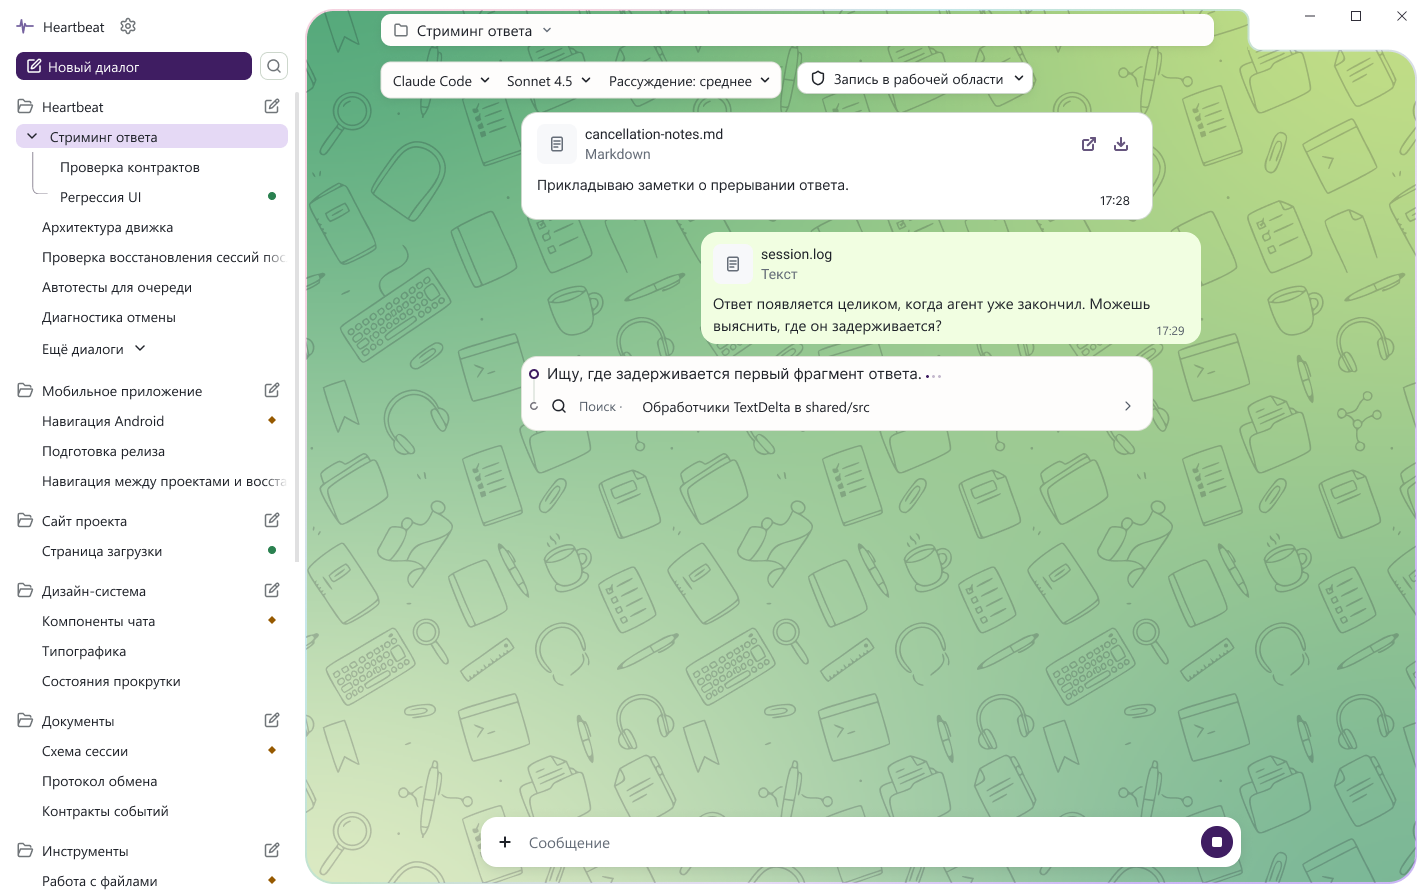 Heartbeat
Новый диалог
Heartbeat
Стриминг ответа
Проверка контрактов
Регрессия UI
Архитектура движка
Проверка восстановления сессий пос
Автотесты для очереди
Диагностика отмены
Ещё диалоги
Мобильное приложение
Навигация Android
Подготовка релиза
Навигация между проектами и восста
Сайт проекта
Страница загрузки
Дизайн-система
Компоненты чата
Типографика
Состояния прокрутки
Документы
Схема сессии
Протокол обмена
Контракты событий
Инструменты
Работа с файлами
Стриминг ответа
Claude Code Sonnet 4.5 Рассуждение: среднее Запись в рабочей области
cancellation-notes.md
Markdown
Прикладываю заметки о прерывании ответа.
17:28
session.log
Текст
Ответ появляется целиком, когда агент уже закончил. Можешь
выяснить, где он задерживается?
17:29
Ищу, где задерживается первый фрагмент ответа.
Поиск · Обработчики TextDelta в shared/src
Сообщение